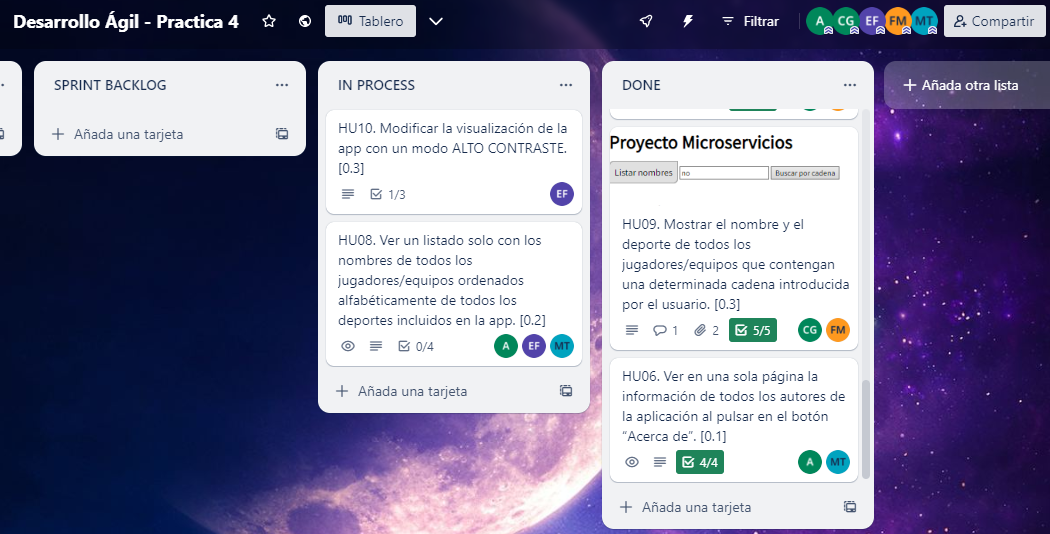 Desarrollo Ágil - Practica 4
Tablero
Filtrar
A
CG
EF
FM
MT
Compartir
SPRINT BACKLOG
Añada una tarjeta
IN PROCESS
HU10. Modificar la visualización de la
app con un modo ALTO CONTRASTE.
[0.3]
1/3
EF
HU08. Ver un listado solo con los
nombres de todos los
jugadores/equipos ordenados
alfabéticamente de todos los
deportes incluidos en la app. [0.2]
0/4
A
EF
MT
Añada una tarjeta
DONE
Proyecto Microservicios
Listar nombres
no
Buscar por cadena
HU09. Mostrar el nombre y el
deporte de todos los
jugadores/equipos que contengan
una determinada cadena introducida
por el usuario. [0.3]
1
2
5/5
CG
FM
HU06. Ver en una sola página la
información de todos los autores de
la aplicación al pulsar en el botón
“Acerca de”. [0.1]
4/4
A
MT
Añada una tarjeta
Añada otra lista